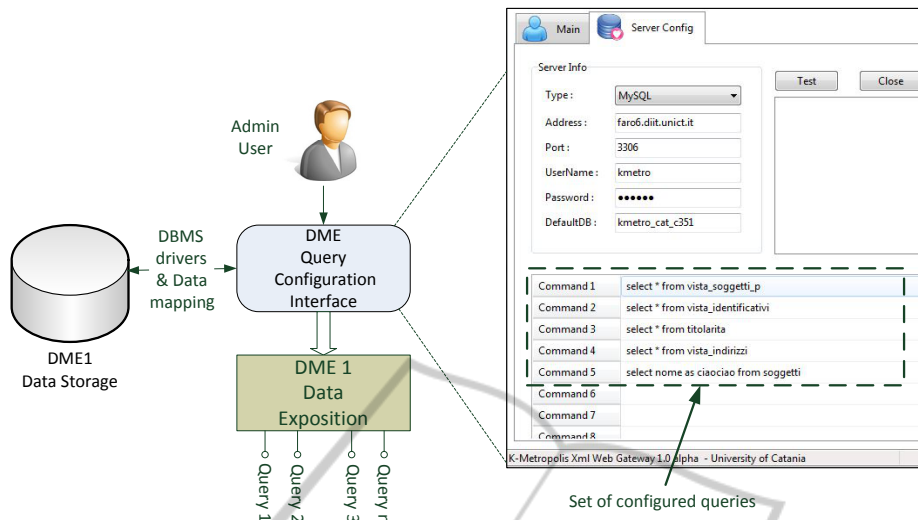 Admin
User
DBMS
drivers
& Data
mapping
DME
Query
Configuration
Interface
DME1
Data Storage
DME 1
Data
Exposition
Query 1
Query 2
Query 3
Query n
Main
Server Config
Server Info
Type :
MySQL
Address :
faro6.diit.unict.it
Port :
3306
UserName :
kmetro
Password :
●●●●●●
DefaultDB :
kmetro_cat_c351
Test
Close
Command 1 select * from vista_soggetti_p
Command 2 select * from vista_identificativi
Command 3 select * from titolarita
Command 4 select * from vista_indirizzi
Command 5 select nome as ciaociao from soggetti
Command 6
Command 7
Command 8
K-Metropolis Xml Web Gateway 1.0 alpha - University of Catania
Set of configured queries